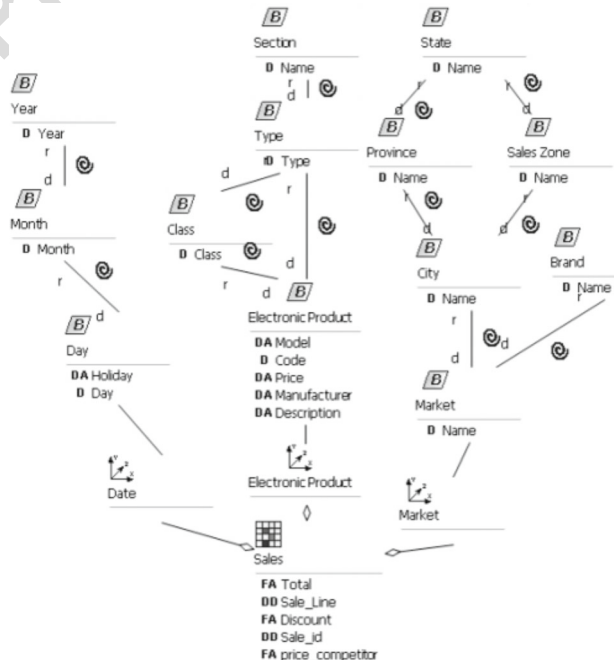 B
Section
D Name
r
d
B
Type
D Type
d
r
B
Class
D Class
r
d
d
B
Electronic Product
DA Model
D Code
DA Price
DA Manufacturer
DA Description
Electronic Product
B
Year
D Year
r
d
B
Month
D Month
r
d
B
Day
DA Holiday
D Day
Date
B
State
D Name
r
d
r
d
B
Province
D Name
r
d
B
Sales Zone
D Name
r
d
B
City
D Name
r
d
B
Brand
D Name
r
d
B
Market
D Name
Market
Sales
FA Total
DD Sale_Line
FA Discount
DD Sale_id
FA price_competitor